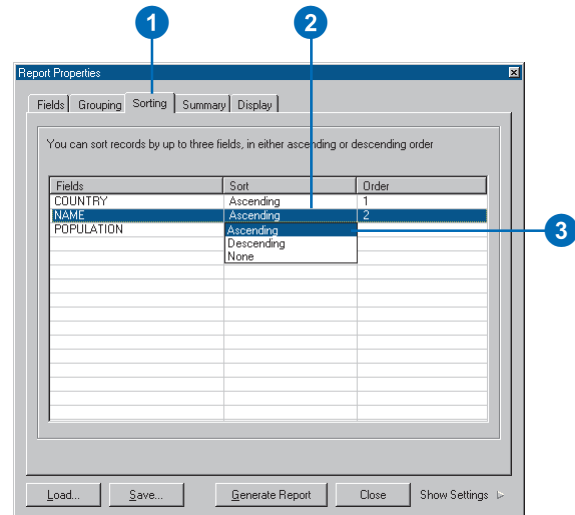 1 2
Report Properties
Fields Grouping Sorting Summary Display
You can sort records by up to three fields, in either ascending or descending order
Fields Sort Order
COUNTRY Ascending 1
NAME Ascending 2
POPULATION Ascending
3
Descending
None
Load... Save... Generate Report Close Show Settings